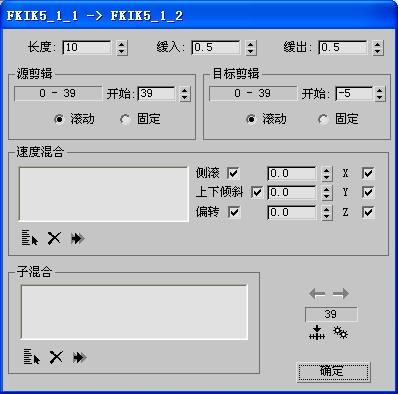 FKIK5_1_1 -> FKIK5_1_2
长度: 10 缓入: 0.5 缓出: 0.5
源剪辑 目标剪辑
0 - 39 开始: 39 0 - 39 开始: -5
滚动 固定 滚动 固定
速度混合
侧滚 0.0 X
上下倾斜 0.0 Y
偏转 0.0 Z
子混合
39
确定